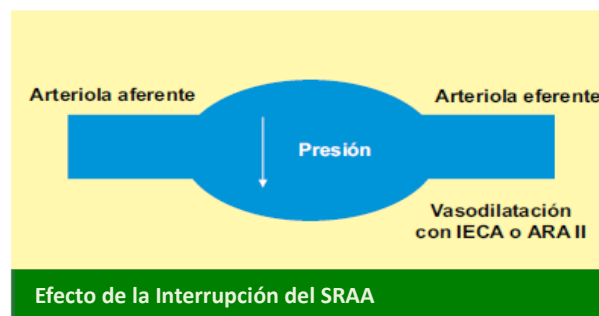 Arteriola aferente
Arteriola eferente
Presión
Vasodilatación
con IECA o ARA II
Efecto de la Interrupción del SRAA